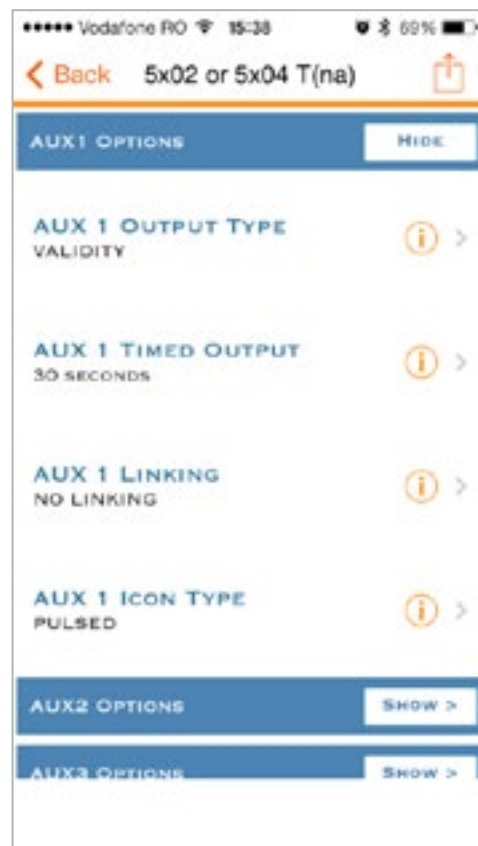 Vodafone RO 15:38 69%
Back 5x02 or 5x04 T(na)
AUX1 OPTIONS HIDE
AUX 1 OUTPUT TYPE
VALIDITY
AUX 1 TIMED OUTPUT
30 SECONDS
AUX 1 LINKING
NO LINKING
AUX 1 ICON TYPE
PULSED
AUX2 OPTIONS SHOW >
AUX3 OPTIONS SHOW >